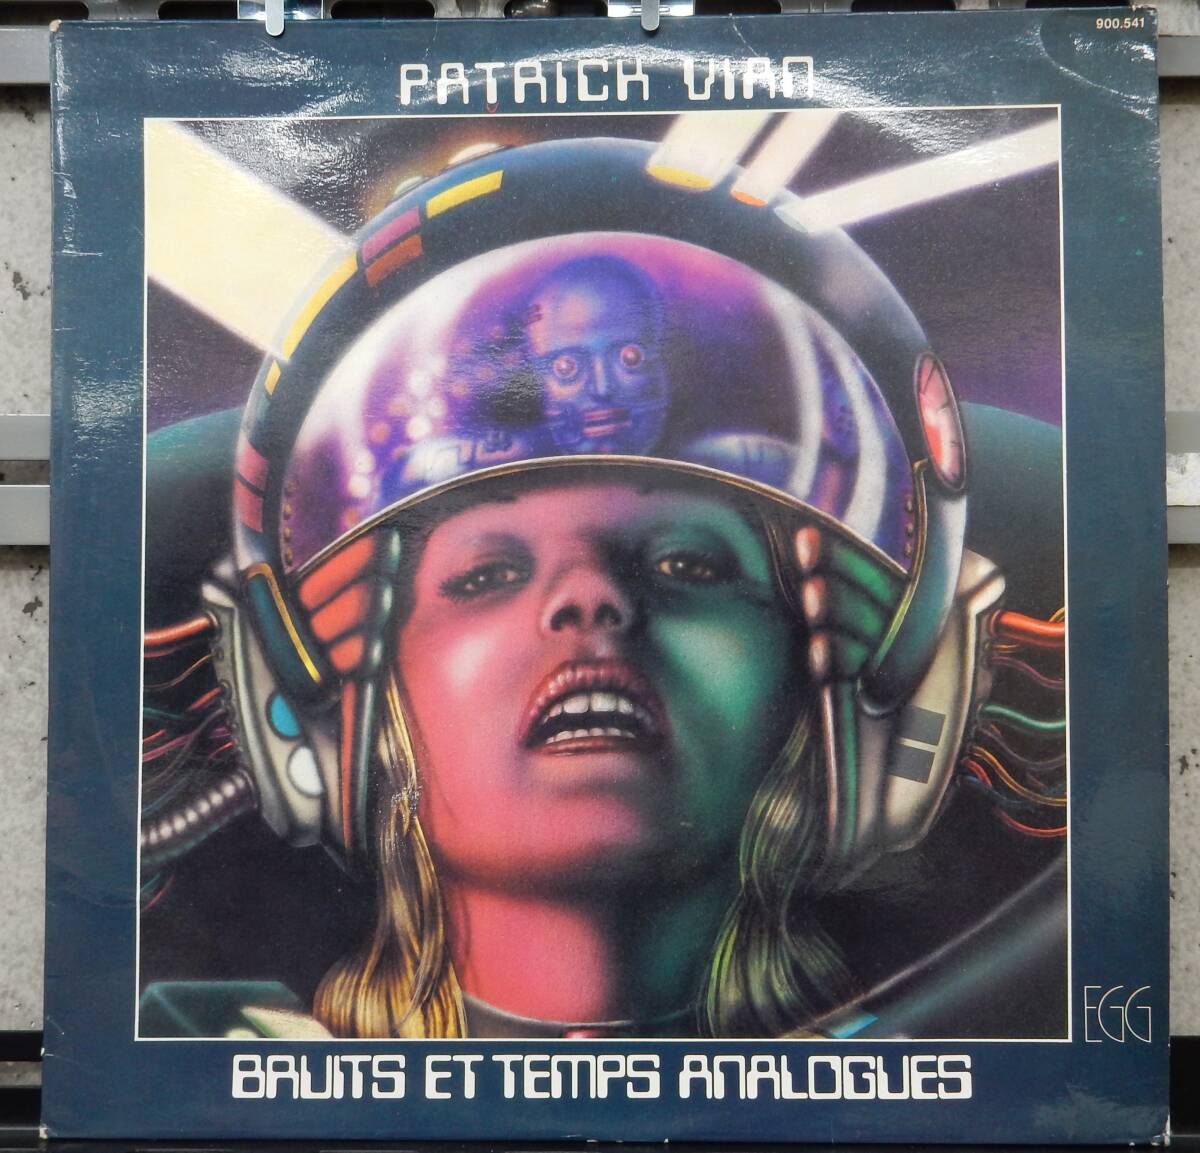 900.541
PATRICK VIAN
EGG
BRUITS ET TEMPS ANALOGUES